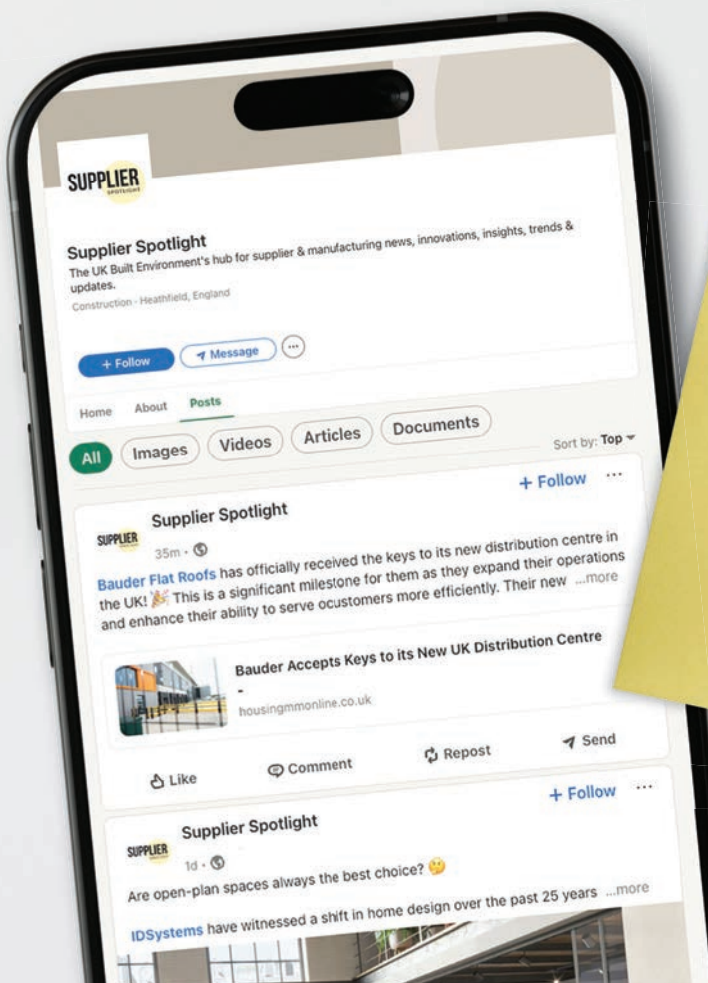 SUPPLIER
SPOTLIGHT
Supplier Spotlight
The UK Built Environment's hub for supplier & manufacturing news, innovations, insights, trends &
updates.
Construction - Heathfield, England
+ Follow
Message
Home About Posts
All Images Videos Articles Documents
Sort by: Top
SUPPLIER
Supplier Spotlight
+ Follow
35m •
Bauder Flat Roofs has officially received the keys to its new distribution centre in
the UK! 🎉 This is a significant milestone for them as they expand their operations
and enhance their ability to serve ocustomers more efficiently. Their new ...more
Bauder Accepts Keys to its New UK Distribution Centre
-
housingmmonline.co.uk
Like Comment Repost Send
SUPPLIER
Supplier Spotlight
+ Follow
1d •
Are open-plan spaces always the best choice? 🤔
IDSystems have witnessed a shift in home design over the past 25 years ...more